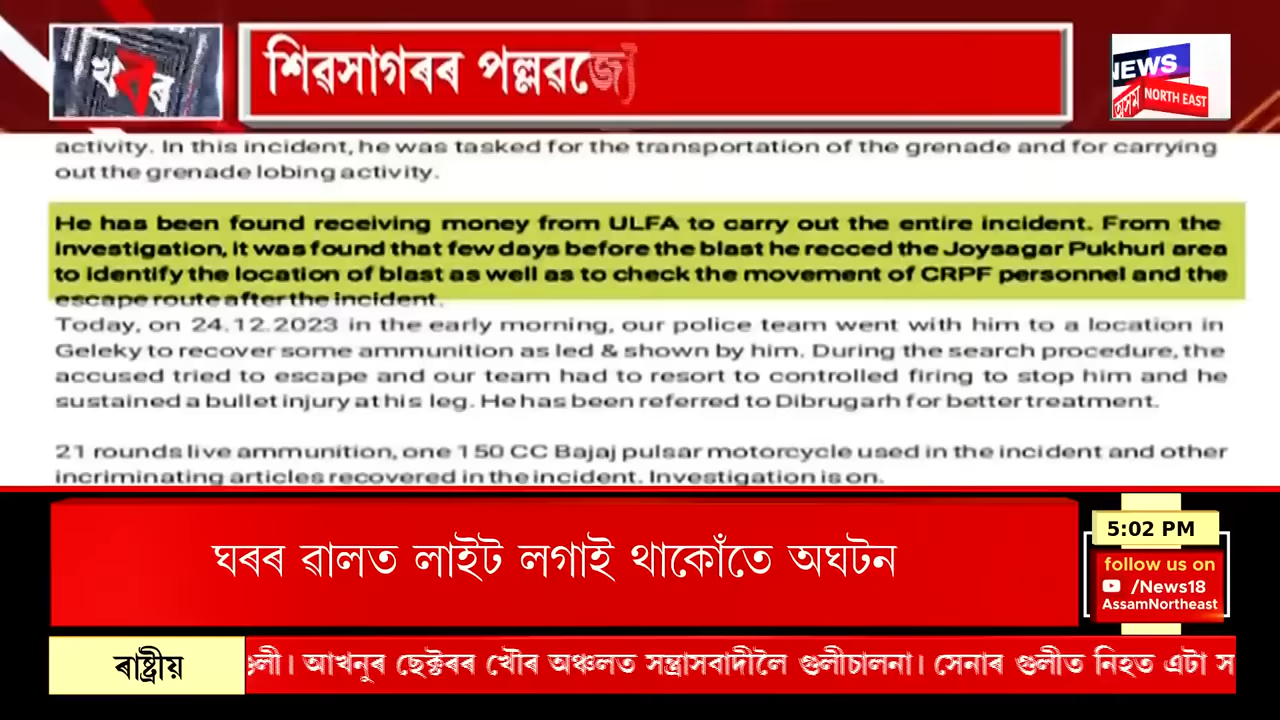 খবৰ
শিৱসাগৰৰ পল্লৱজ্যো
NEWS
অসম NORTH EAST
activity. In this incident, he was tasked for the transportation of the grenade and for carrying
out the grenade lobing activity.
He has been found receiving money from ULFA to carry out the entire incident. From the
investigation, it was found that few days before the blast he recced the Joysagar Pukhuri area
to identify the location of blast as well as to check the movement of CRPF personnel and the
escape route after the incident.
Today, on 24.12.2023 in the early morning, our police team went with him to a location in
Geleky to recover some ammunition as led & shown by him. During the search procedure, the
accused tried to escape and our team had to resort to controlled firing to stop him and he
sustained a bullet injury at his leg. He has been referred to Dibrugarh for better treatment.
21 rounds live ammunition, one 150 CC Bajaj pulsar motorcycle used in the incident and other
incriminating articles recovered in the incident. Investigation is on.
ঘৰৰ ৱালত লাইট লগাই থাকোঁতে অঘটন
5:02 PM
follow us on
/News18
AssamNortheast
ৰাষ্ট্ৰীয়
। আখনুৰ ছেক্টৰৰ খৌৰ অঞ্চলত সন্ত্ৰাসবাদীলৈ গুলীচালনা। সেনাৰ গুলীত নিহত এটা